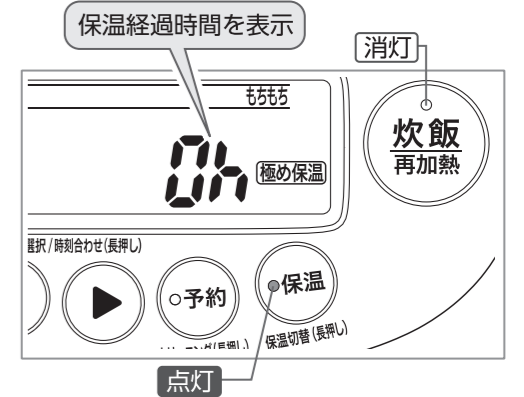 保温経過時間を表示
消灯
もちもち
0h
極め保温
炊飯
再加熱
選択/時刻合わせ(長押し)
予約
保温
保温切替(長押し)
点灯